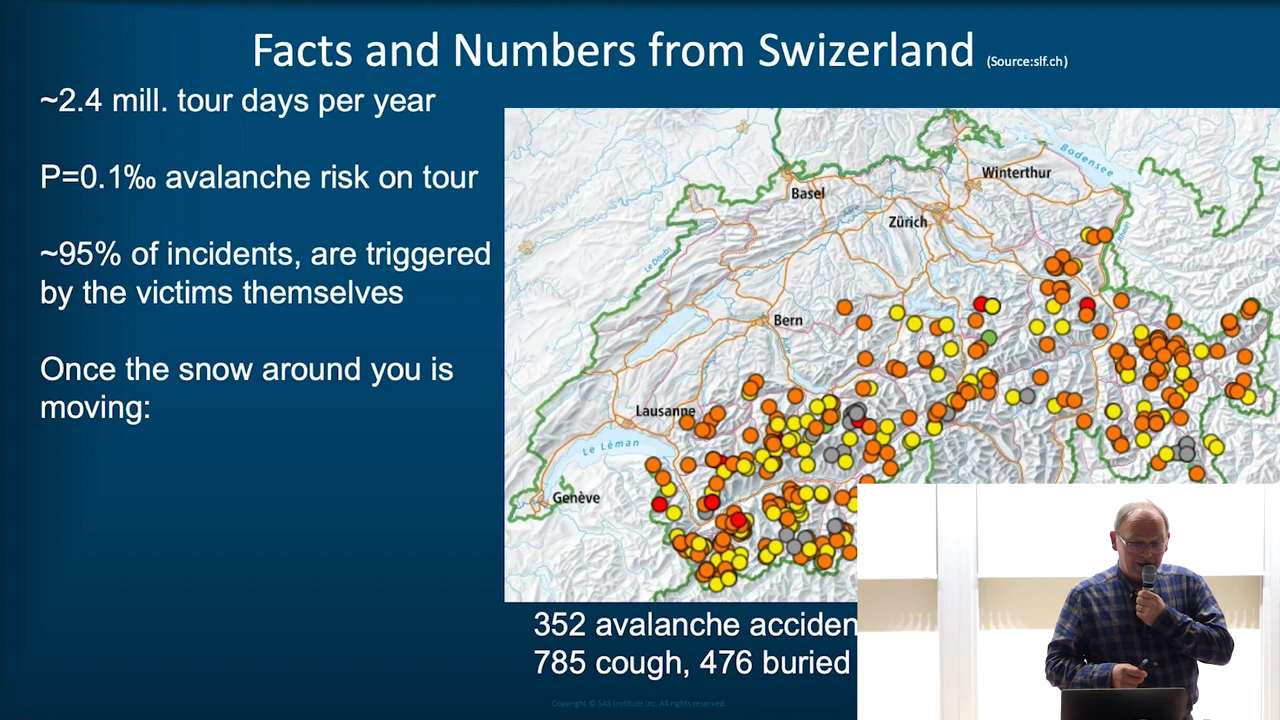 Facts and Numbers from Swizerland (Source:slf.ch)
~2.4 mill. tour days per year
P=0.1‰ avalanche risk on tour
~95% of incidents, are triggered
by the victims themselves
Once the snow around you is
moving:
Bodensee
Winterthur
Basel
Zürich
Rhein
Le Doubs
Bern
Lausanne
Le Léman
Genève
352 avalanche acciden
785 cough, 476 buried
Copyright © SAS Institute Inc. All rights reserved.